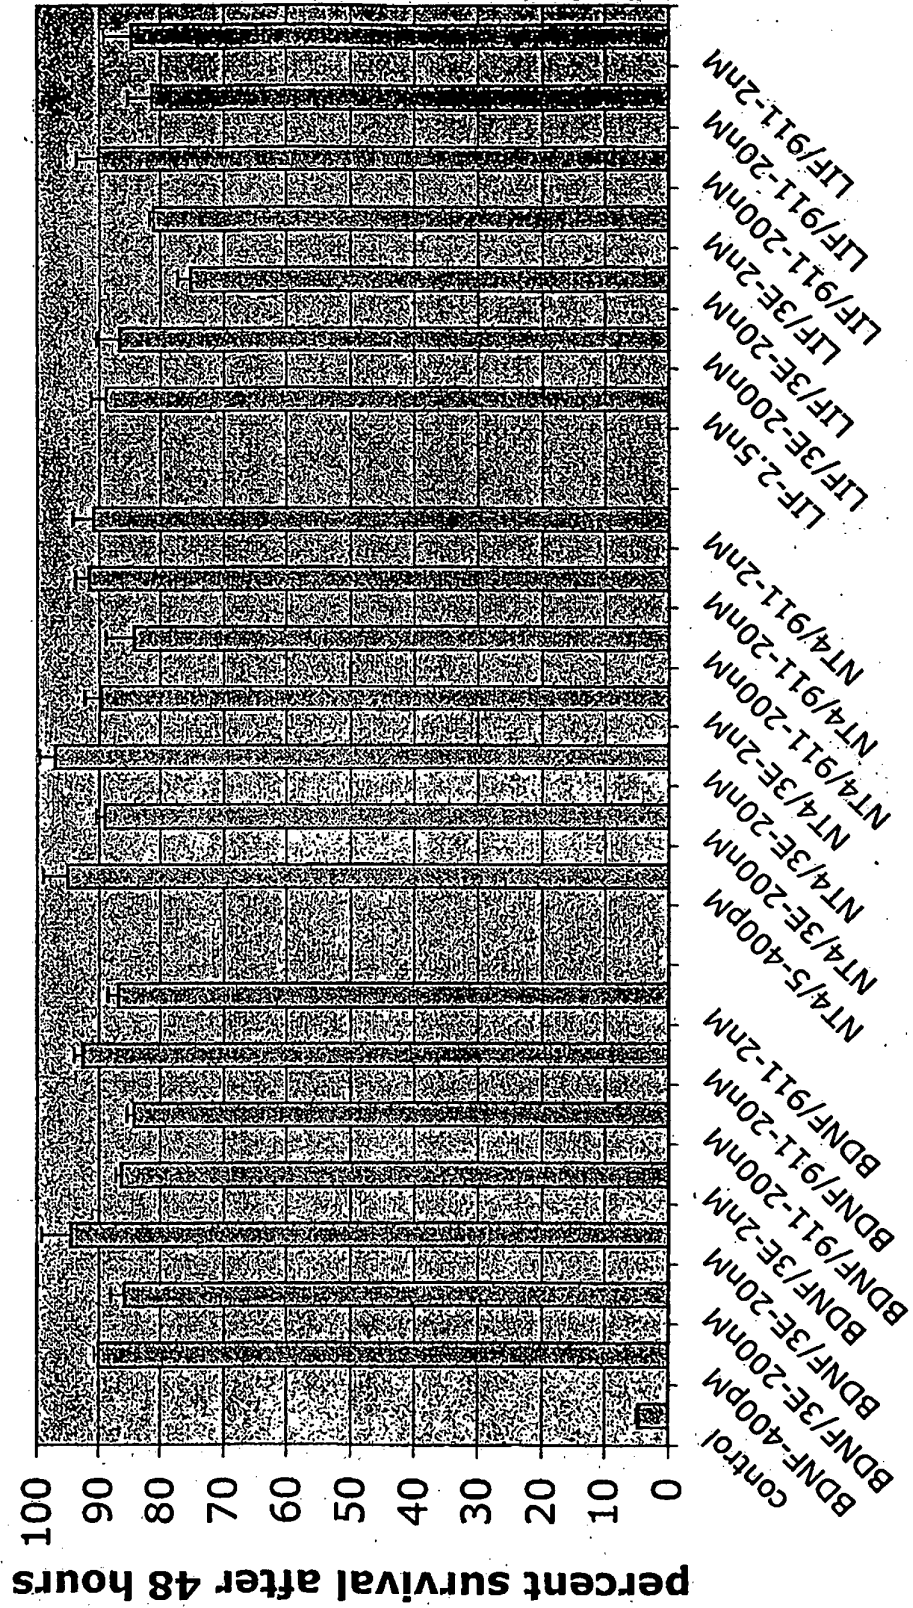 percent survival after 48 hours
100
90
80
70
60
50
40
30
20
10
0
control
BDNF-400pM
BDNF/3E-200nM
BDNF/3E-20nM
BDNF/3E-2nM
BDNF/911-200nM
BDNF/911-20nM
BDNF/911-2nM
NT4/5-400pM
NT4/3E-200nM
NT4/3E-20nM
NT4/3E-2nM
NT4/911-200nM
NT4/911-20nM
NT4/911-2nM
LIF-2.5nM
LIF/3E-200nM
LIF/3E-20nM
LIF/3E-2nM
LIF/911-200nM
LIF/911-20nM
LIF/911-2nM